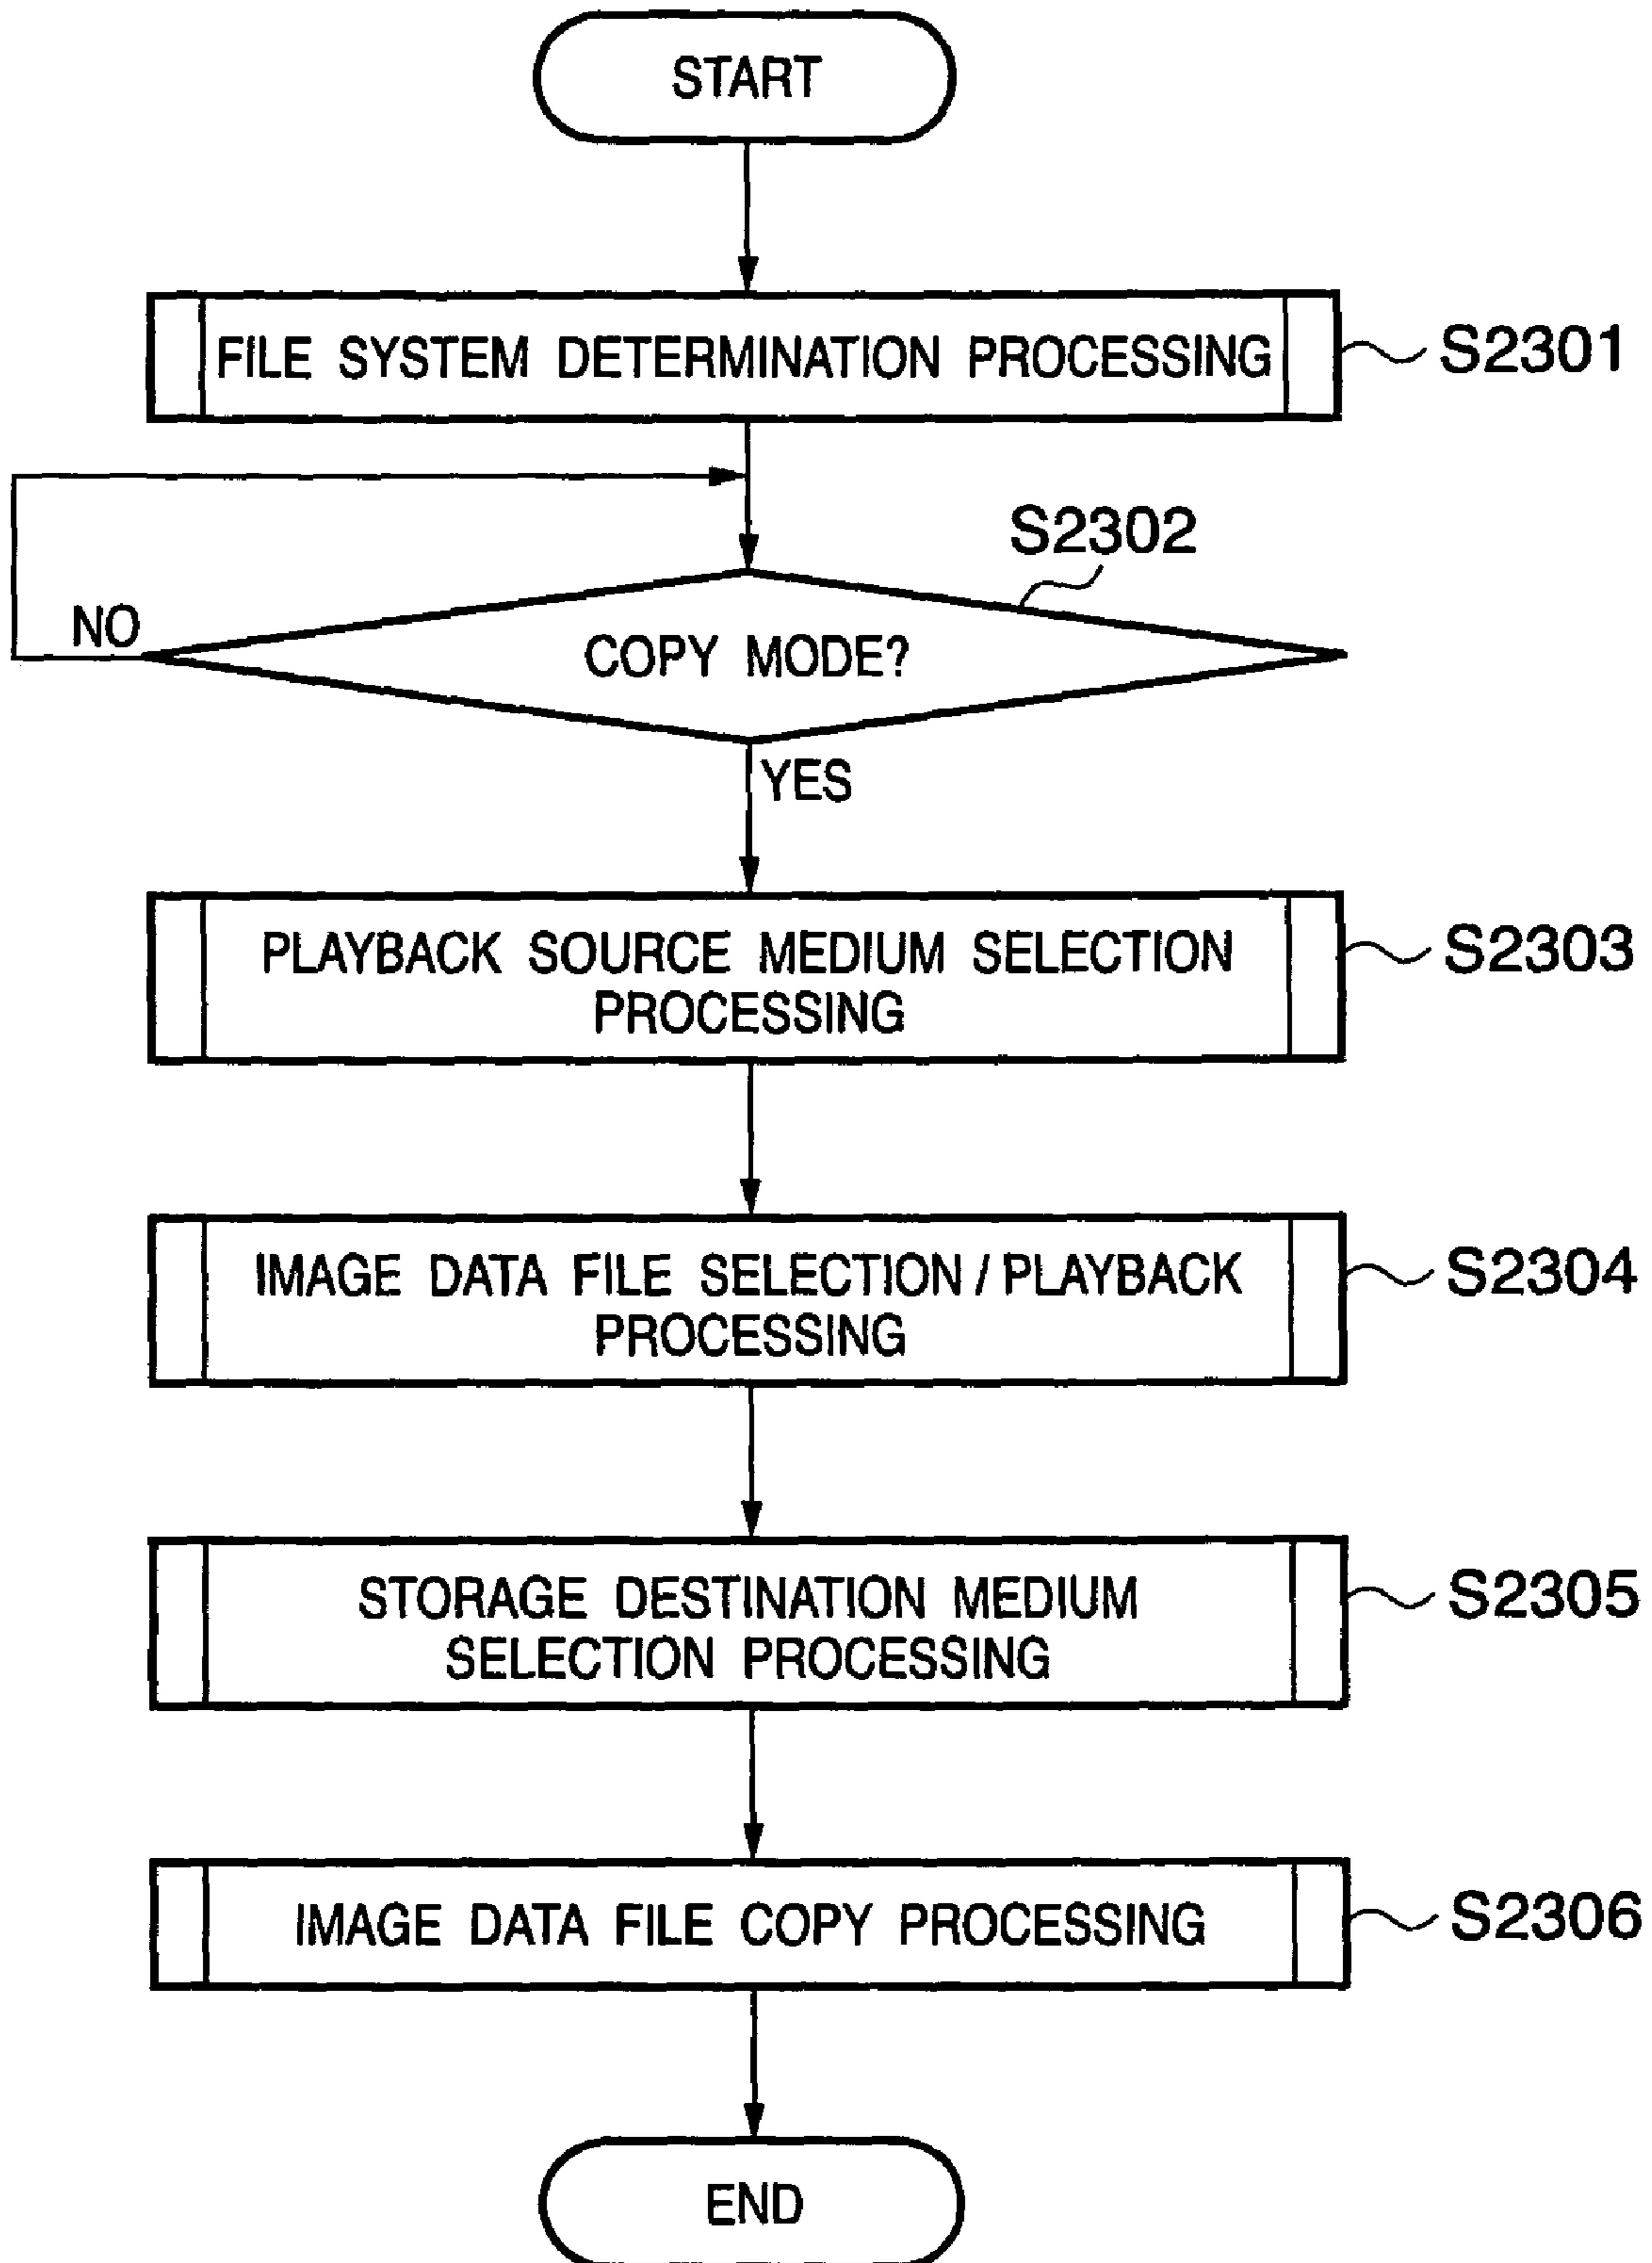 START
FILE SYSTEM DETERMINATION PROCESSING
S2301
S2302
NO
COPY MODE?
YES
PLAYBACK SOURCE MEDIUM SELECTION
PROCESSING
S2303
IMAGE DATA FILE SELECTION / PLAYBACK
PROCESSING
S2304
STORAGE DESTINATION MEDIUM
SELECTION PROCESSING
S2305
IMAGE DATA FILE COPY PROCESSING
S2306
END